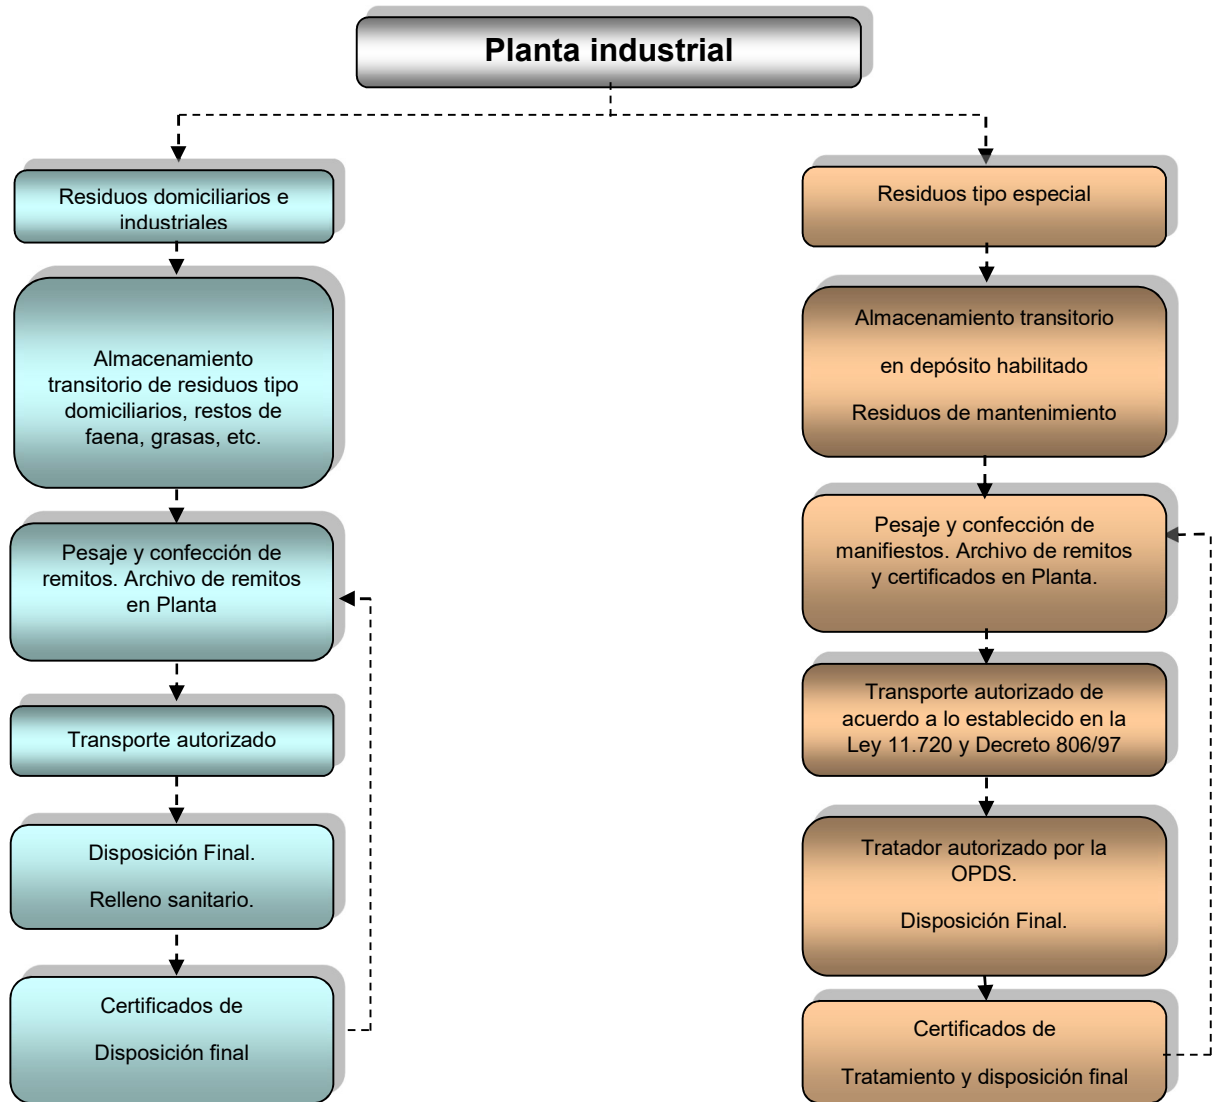 Planta industrial
Residuos domiciliarios e
industriales
Almacenamiento
transitorio de residuos tipo
domiciliarios, restos de
faena, grasas, etc.
Pesaje y confección de
remitos. Archivo de remitos
en Planta
Transporte autorizado
Disposición Final.
Relleno sanitario.
Certificados de
Disposición final
Residuos tipo especial
Almacenamiento transitorio
en depósito habilitado
Residuos de mantenimiento
Pesaje y confección de
manifiestos. Archivo de remitos
y certificados en Planta.
Transporte autorizado de
acuerdo a lo establecido en la
Ley 11.720 y Decreto 806/97
Tratador autorizado por la
OPDS.
Disposición Final.
Certificados de
Tratamiento y disposición final